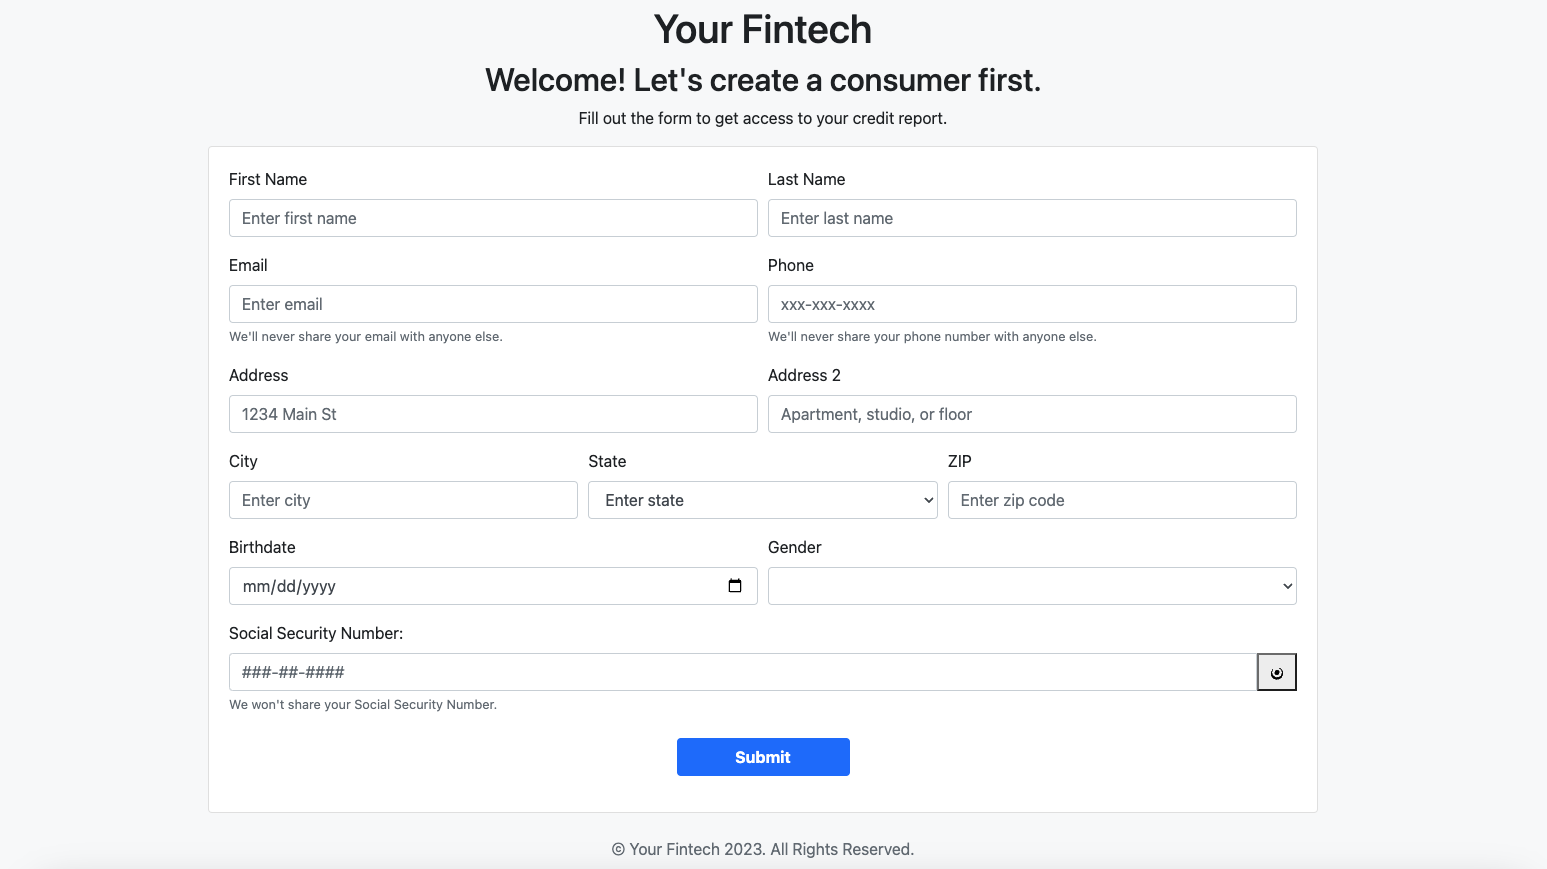 Your Fintech
Welcome! Let's create a consumer first.
Fill out the form to get access to your credit report.
First Name Last Name
Enter first name Enter last name
Email Phone
Enter email xxx-xxx-xxxx
We'll never share your email with anyone else. We'll never share your phone number with anyone else.
Address Address 2
1234 Main St Apartment, studio, or floor
City State ZIP
Enter city Enter state Enter zip code
Birthdate Gender
mm/dd/yyyy
Social Security Number:
###-##-####
We won't share your Social Security Number.
Submit
© Your Fintech 2023. All Rights Reserved.